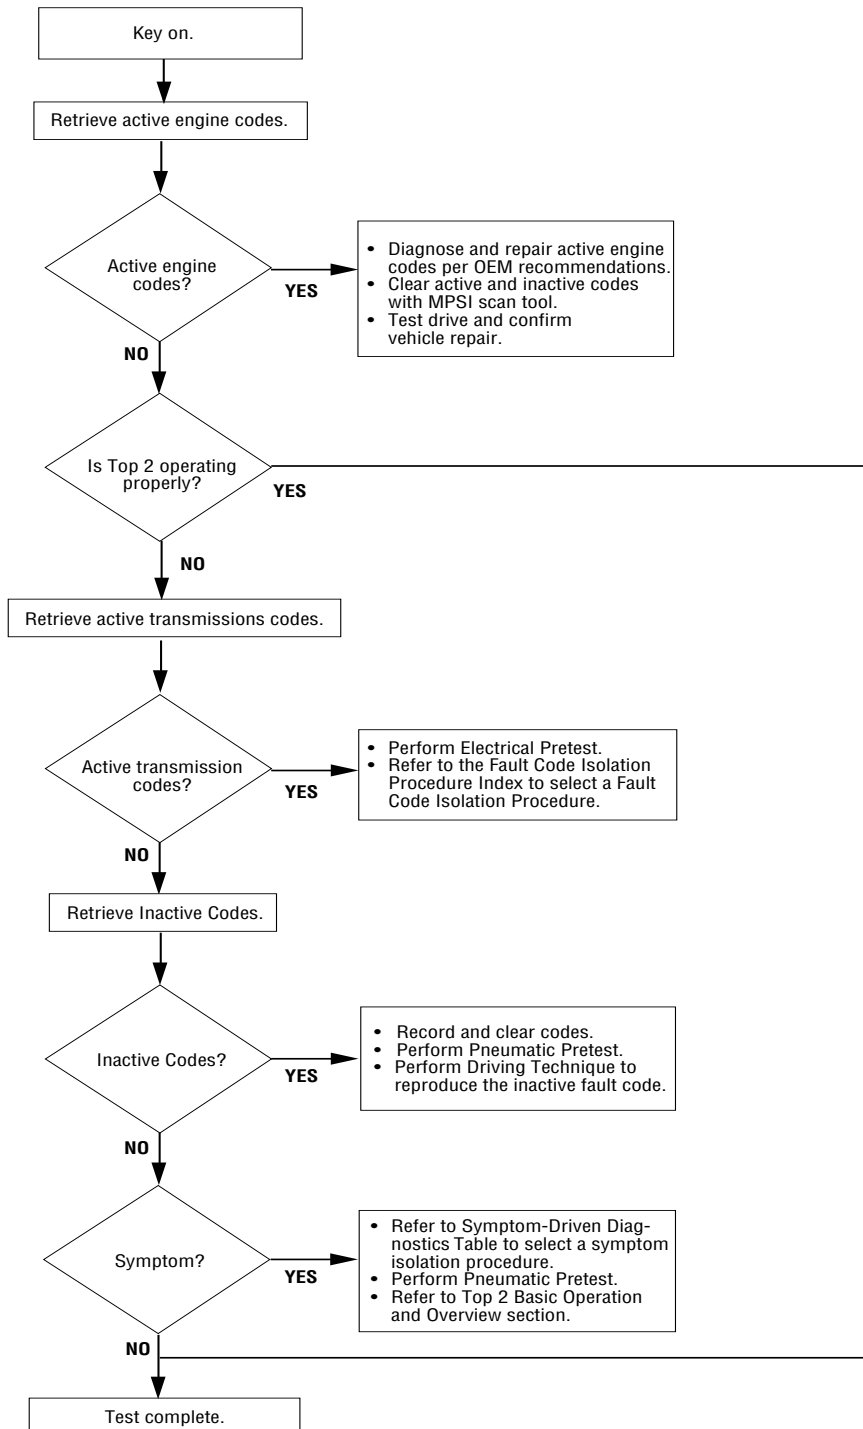 Key on.
Retrieve active engine codes.
Active engine
codes?
YES
• Diagnose and repair active engine
codes per OEM recommendations.
• Clear active and inactive codes
with MPSI scan tool.
• Test drive and confirm
vehicle repair.
NO
Is Top 2 operating
properly?
YES
NO
Retrieve active transmissions codes.
Active transmission
codes?
YES
• Perform Electrical Pretest.
• Refer to the Fault Code Isolation
Procedure Index to select a Fault
Code Isolation Procedure.
NO
Retrieve Inactive Codes.
Inactive Codes?
YES
• Record and clear codes.
• Perform Pneumatic Pretest.
• Perform Driving Technique to
reproduce the inactive fault code.
NO
Symptom?
YES
• Refer to Symptom-Driven Diag-
nostics Table to select a symptom
isolation procedure.
• Perform Pneumatic Pretest.
• Refer to Top 2 Basic Operation
and Overview section.
NO
Test complete.